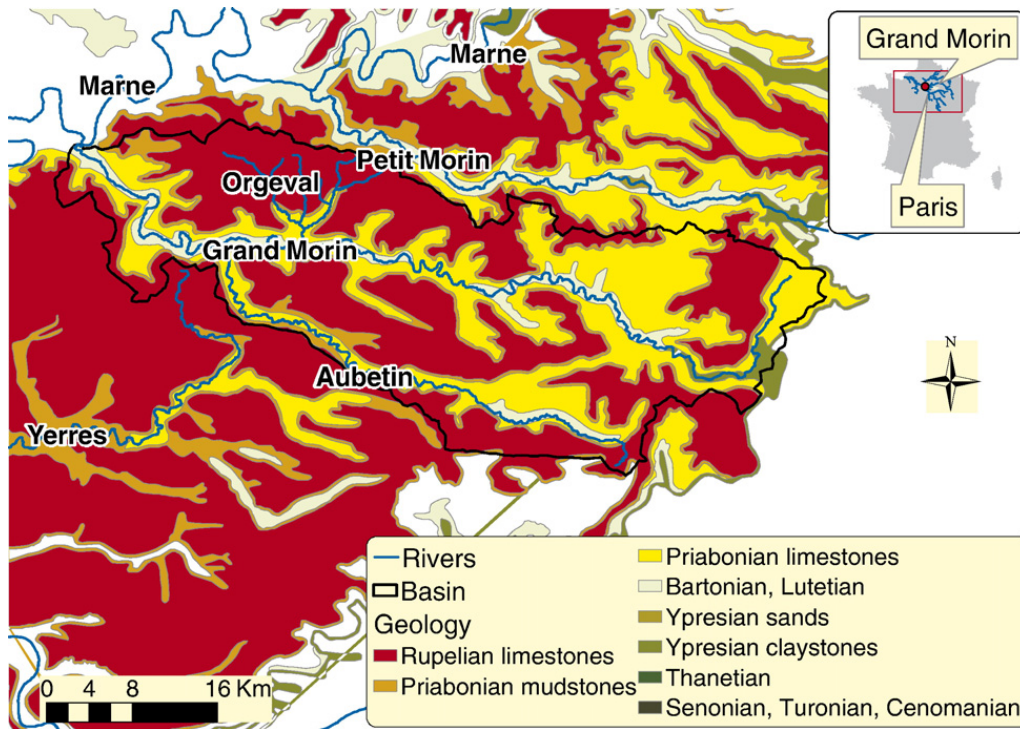 Marne
Marne
Grand Morin
Paris
Petit Morin
Orgeval
Grand Morin
Aubetin
Yerres
N
0 4 8 16 Km
Rivers
Basin
Geology
Rupelian limestones
Priabonian mudstones
Priabonian limestones
Bartonian, Lutetian
Ypresian sands
Ypresian claystones
Thanetian
Senonian, Turonian, Cenomanian